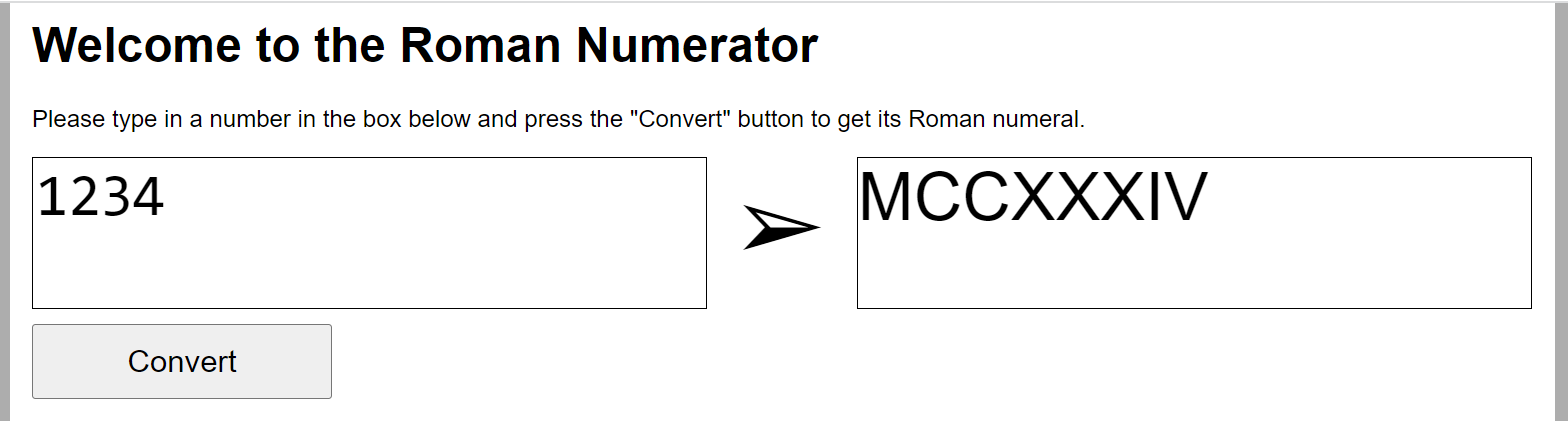 Welcome to the Roman Numerator
Please type in a number in the box below and press the "Convert" button to get its Roman numeral.
1234 ➢ MCCXXXIV
Convert